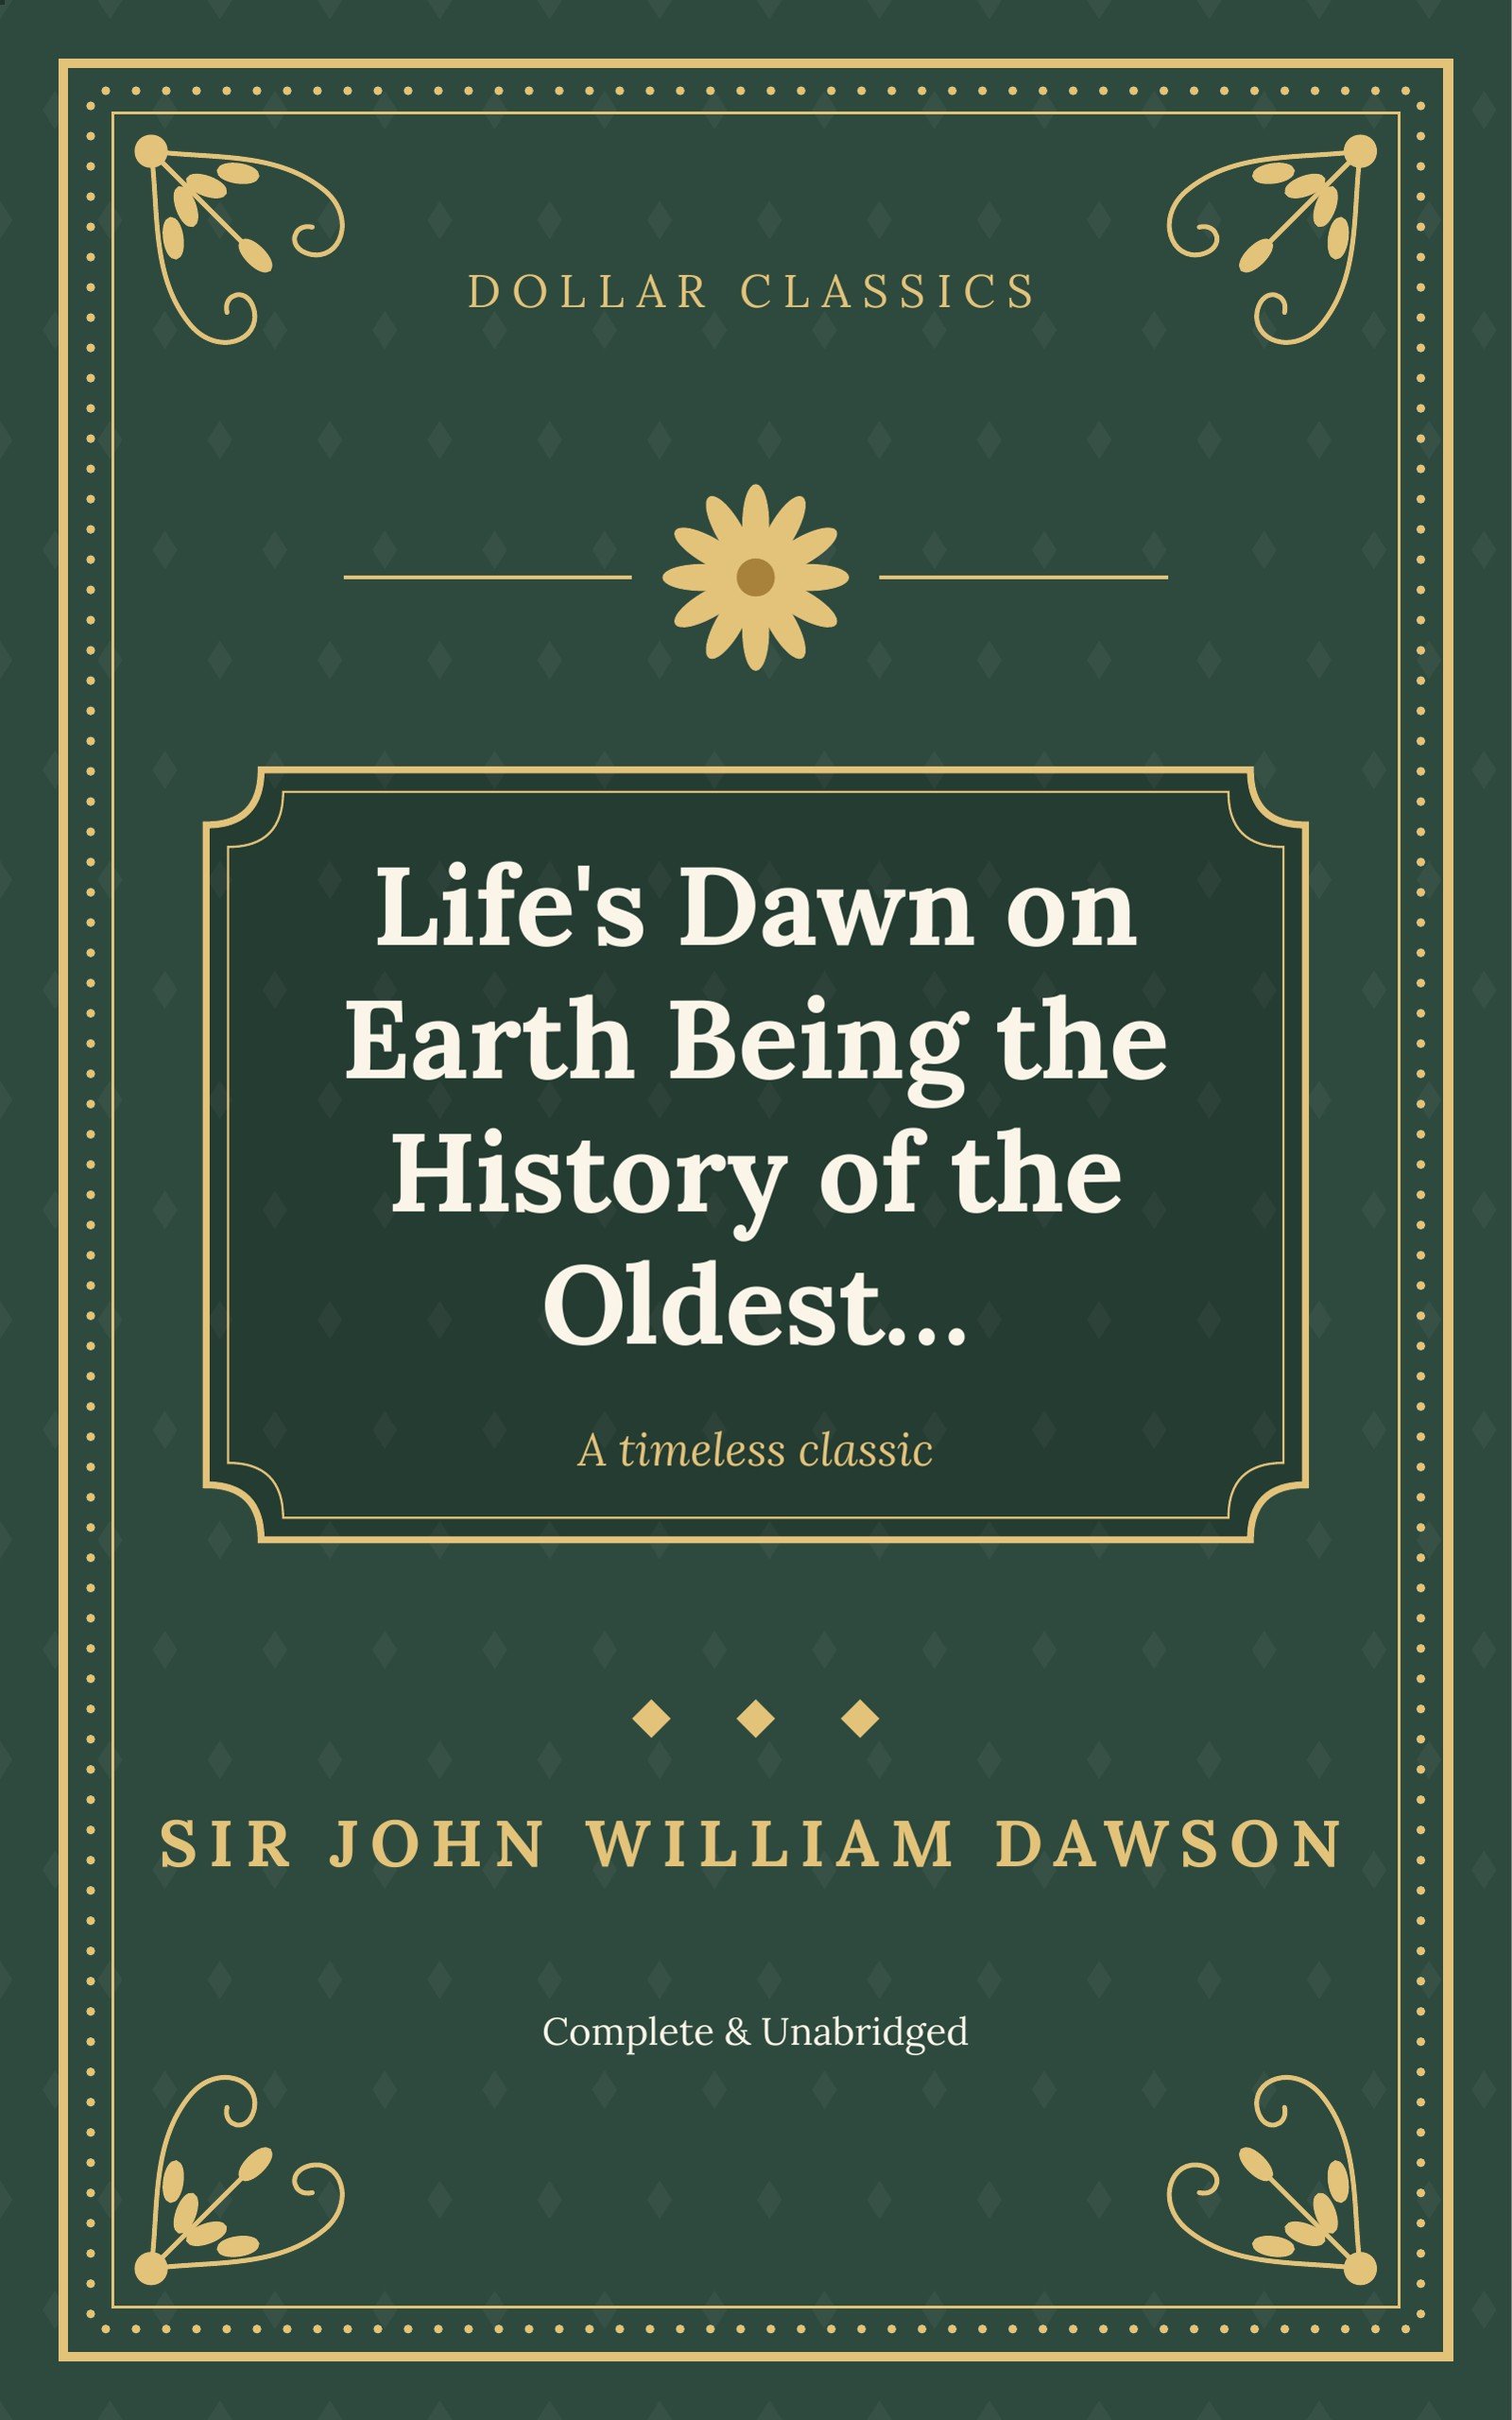 DOLLAR CLASSICS
Life's Dawn on
Earth Being the
History of the
Oldest...
A timeless classic
SIR JOHN WILLIAM DAWSON
Complete & Unabridged